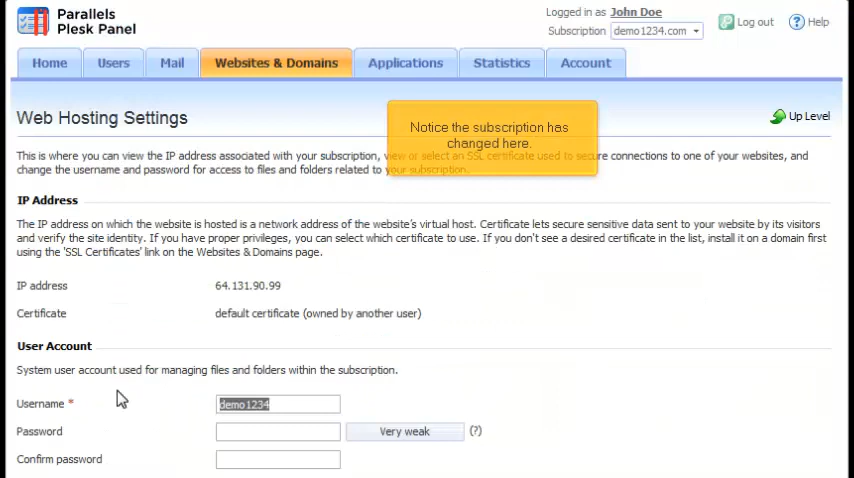 Parallels
Plesk Panel
Logged in as John Doe
Subscription demo1234.com
Log out
Help
Home
Users
Mail
Websites & Domains
Applications
Statistics
Account
Web Hosting Settings
Up Level
Notice the subscription has
changed here.
This is where you can view the IP address associated with your subscription, view or select an SSL certificate used to secure connections to one of your websites, and
change the username and password for access to files and folders related to your subscription.
IP Address
The IP address on which the website is hosted is a network address of the website's virtual host. Certificate lets secure sensitive data sent to your website by its visitors
and verify the site identity. If you have proper privileges, you can select which certificate to use. If you don't see a desired certificate in the list, install it on a domain first
using the 'SSL Certificates' link on the Websites & Domains page.
IP address 64.131.90.99
Certificate default certificate (owned by another user)
User Account
System user account used for managing files and folders within the subscription.
Username * demo1234
Password Very weak (?)
Confirm password